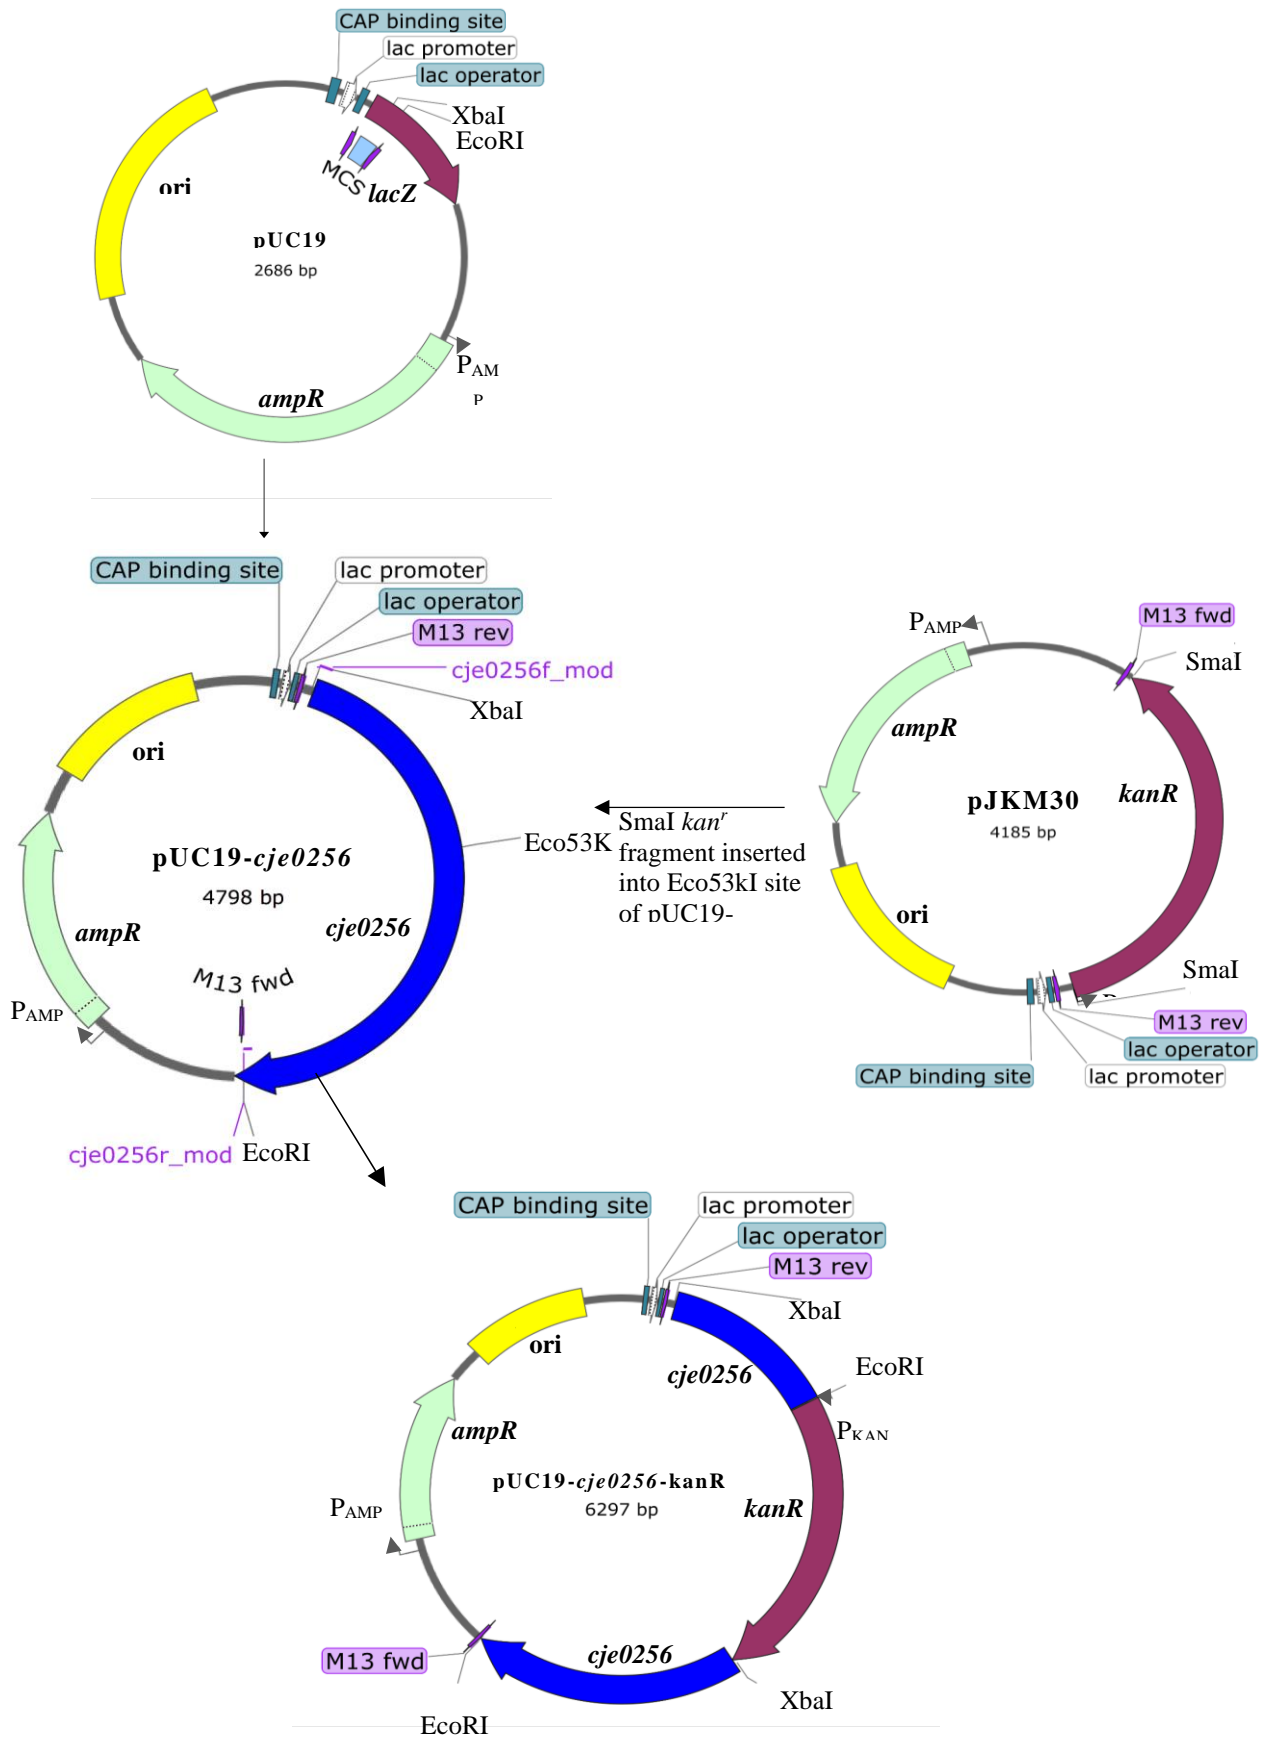 CAP binding site
lac promoter
lac operator
XbaI
EcoRI
MCS
lacZ
ori
pUC19
2686 bp
PAM
P
ampR
CAP binding site
lac promoter
lac operator
M13 rev
cje0256f_mod
XbaI
ori
Eco53K
pUC19-cje0256
4798 bp
cje0256
ampR
M13 fwd
PAMP
cje0256r_mod
EcoRI
SmaI kanr
fragment inserted
into Eco53kI site
of pUC19-
PAMP
M13 fwd
SmaI
ampR
pJKM30
4185 bp
kanR
ori
SmaI
M13 rev
lac operator
CAP binding site
lac promoter
CAP binding site
lac promoter
lac operator
M13 rev
XbaI
ori
cje0256
EcoRI
PKAN
ampR
pUC19-cje0256-kanR
6297 bp
kanR
PAMP
M13 fwd
cje0256
XbaI
EcoRI